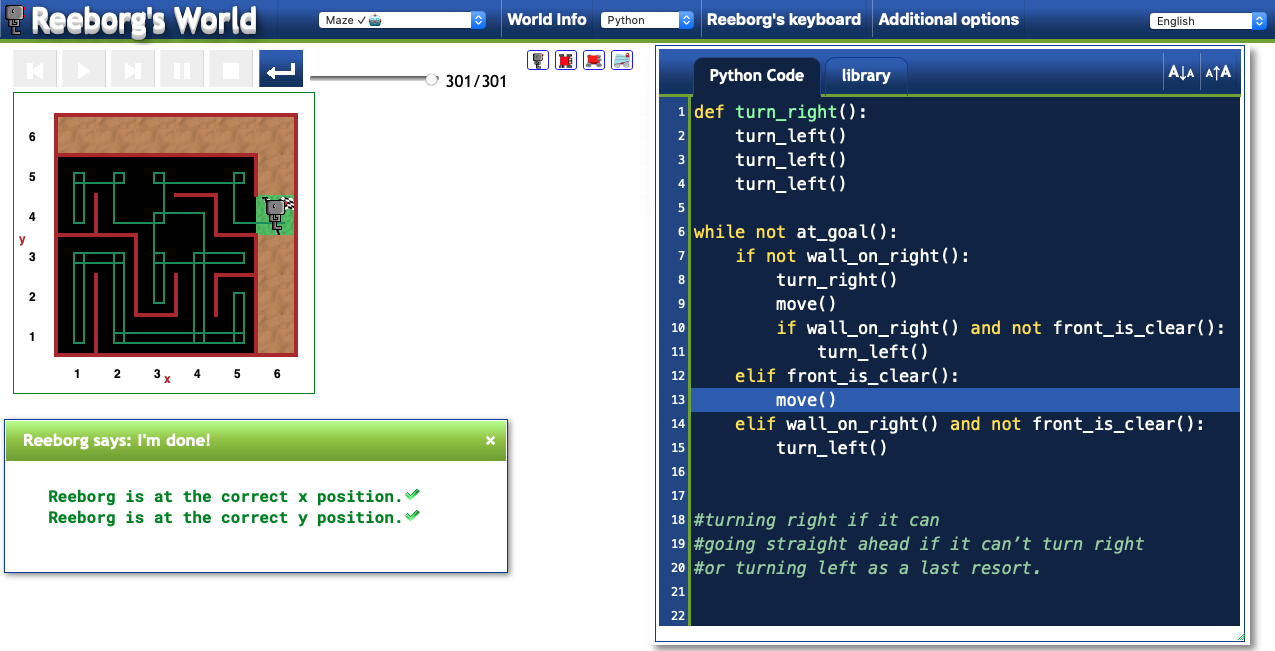 Reeborg's World
Maze ✓ 🤖
World Info
Python
Reeborg's keyboard
Additional options
English
301/301
6
5
4
y
3
2
1
1 2 3 x 4 5 6
Reeborg says: I'm done!
×
Reeborg is at the correct x position.✔
Reeborg is at the correct y position.✔
Python Code
library
A↓A
A↑A
1 def turn_right():
2     turn_left()
3     turn_left()
4     turn_left()
5
6 while not at_goal():
7     if not wall_on_right():
8         turn_right()
9         move()
10         if wall_on_right() and not front_is_clear():
11             turn_left()
12     elif front_is_clear():
13         move()
14     elif wall_on_right() and not front_is_clear():
15         turn_left()
16
17
18 #turning right if it can
19 #going straight ahead if it can’t turn right
20 #or turning left as a last resort.
21
22